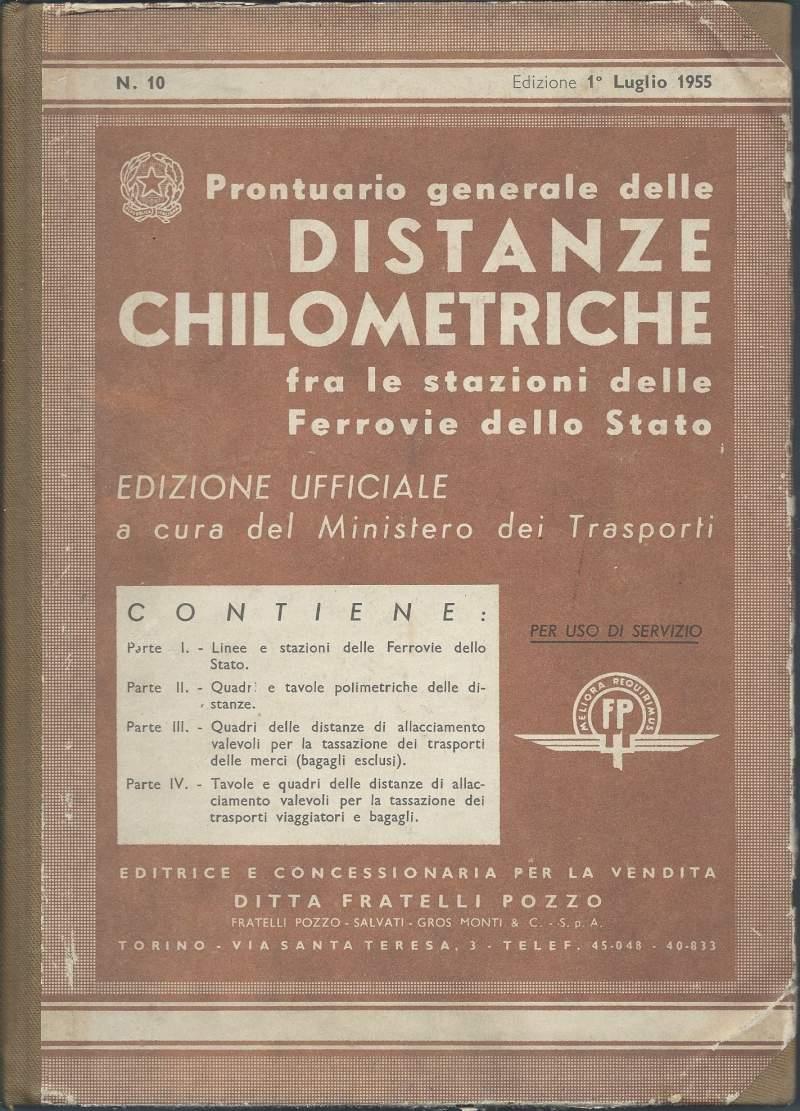 N. 10
Edizione 1° Luglio 1955
Prontuario generale delle
DISTANZE
CHILOMETRICHE
fra le stazioni delle
Ferrovie dello Stato
EDIZIONE UFFICIALE
a cura del Ministero dei Trasporti
CONTIENE:
Parte I. - Linee e stazioni delle Ferrovie dello
Stato.
Parte II. - Quadri e tavole polimetriche delle di-
stanze.
Parte III. - Quadri delle distanze di allacciamento
valevoli per la tassazione dei trasporti
delle merci (bagagli esclusi).
Parte IV. - Tavole e quadri delle distanze di allac-
ciamento valevoli per la tassazione dei
trasporti viaggiatori e bagagli.
PER USO DI SERVIZIO
MELIORA REQUIRIMUS
FP
EDITRICE E CONCESSIONARIA PER LA VENDITA
DITTA FRATELLI POZZO
FRATELLI POZZO - SALVATI - GROS MONTI & C. - S. p. A.
TORINO - VIA SANTA TERESA, 3 - TELEF. 45-048 - 40-833